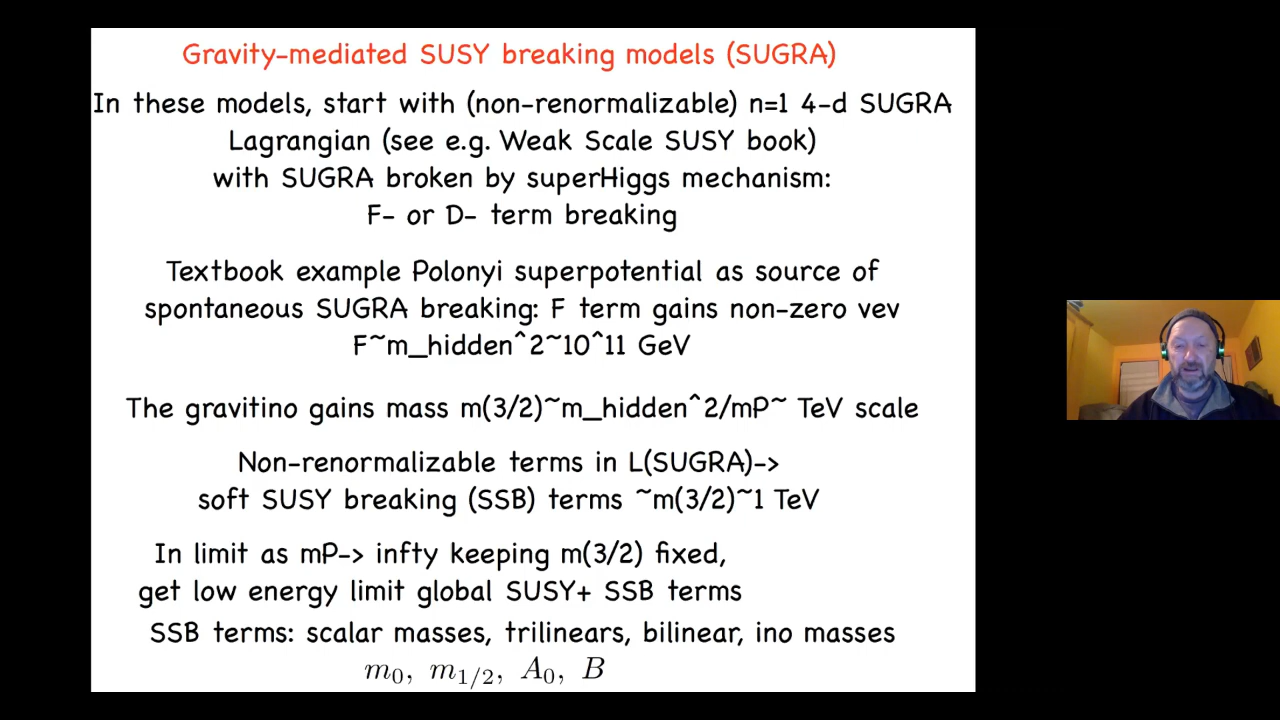 Gravity-mediated SUSY breaking models (SUGRA)
In these models, start with (non-renormalizable) n=1 4-d SUGRA
Lagrangian (see e.g. Weak Scale SUSY book)
with SUGRA broken by superHiggs mechanism:
F- or D- term breaking
Textbook example Polonyi superpotential as source of
spontaneous SUGRA breaking: F term gains non-zero vev
F~m_hidden^2~10^11 GeV
The gravitino gains mass m(3/2)~m_hidden^2/mP~ TeV scale
Non-renormalizable terms in L(SUGRA)->
soft SUSY breaking (SSB) terms ~m(3/2)~1 TeV
In limit as mP-> infty keeping m(3/2) fixed,
get low energy limit global SUSY+ SSB terms
SSB terms: scalar masses, trilinears, bilinear, ino masses
m₀, m₁/₂, A₀, B